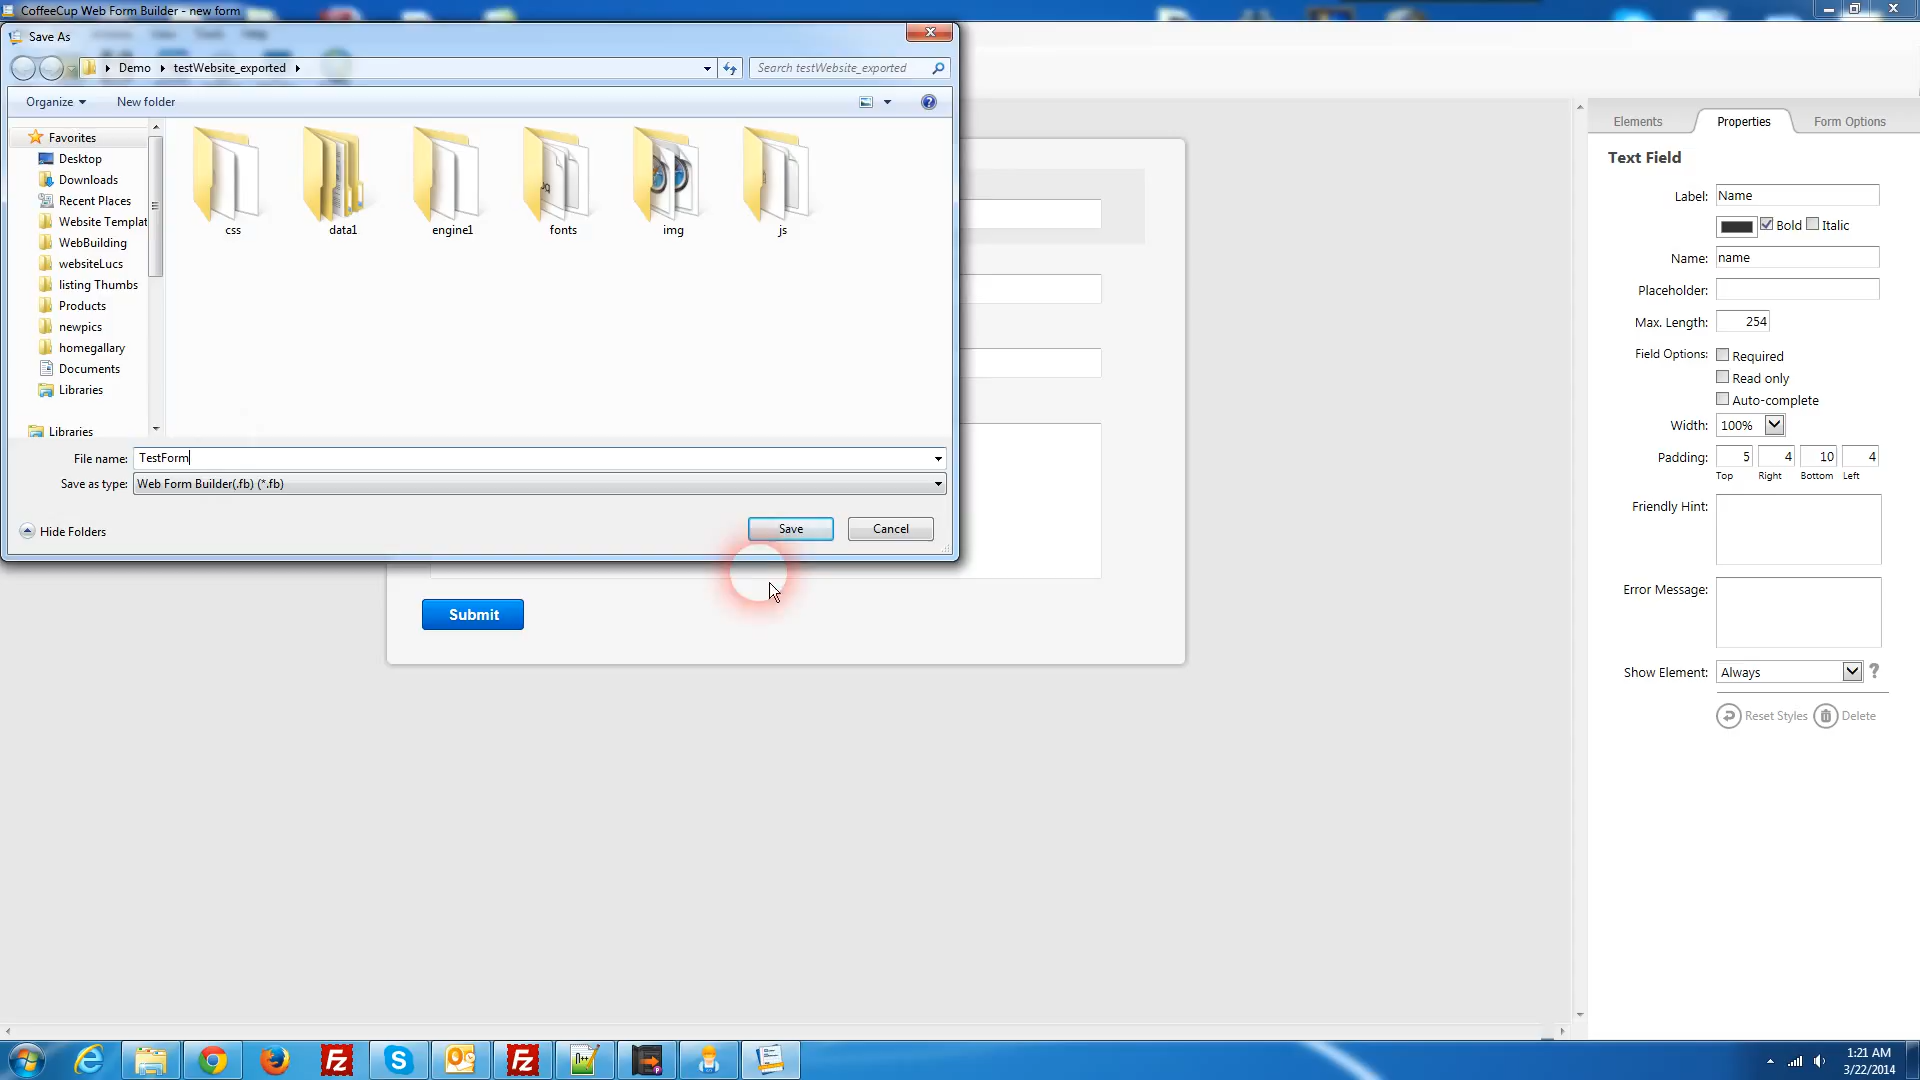 CoffeeCup Web Form Builder - new form
Save As
Demo
testWebsite_exported
Search testWebsite_exported
Organize
New folder
Favorites
Desktop
Downloads
Recent Places
Website Templat
WebBuilding
websiteLucs
listing Thumbs
Products
newpics
homegallary
Documents
Libraries
Libraries
css
data1
engine1
fonts
img
js
File name: TestForm
Save as type: Web Form Builder(.fb) (*.fb)
Hide Folders
Save
Cancel
Submit
Elements
Properties
Form Options
Text Field
Label: Name
Bold
Italic
Name: name
Placeholder:
Max. Length: 254
Field Options:
Required
Read only
Auto-complete
Width: 100%
Padding: 5 4 10 4
Top Right Bottom Left
Friendly Hint:
Error Message:
Show Element: Always ?
Reset Styles
Delete
1:21 AM
3/22/2014